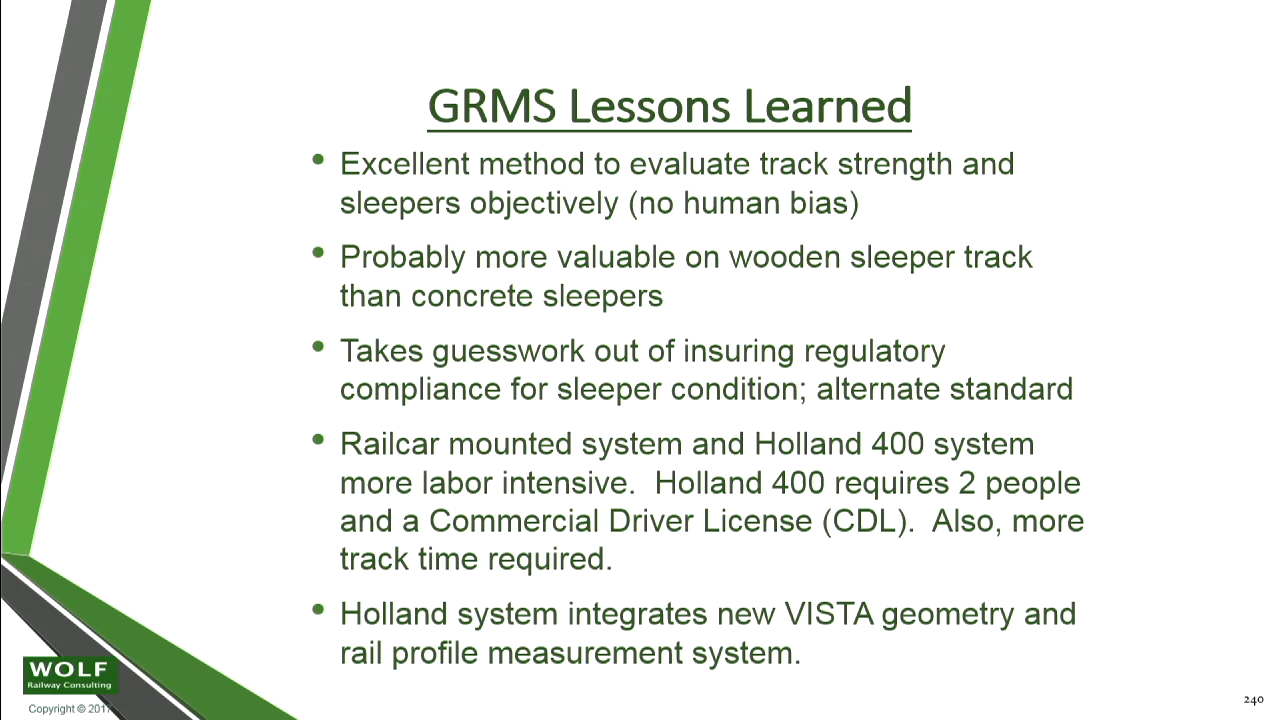 GRMS Lessons Learned
• Excellent method to evaluate track strength and
sleepers objectively (no human bias)
• Probably more valuable on wooden sleeper track
than concrete sleepers
• Takes guesswork out of insuring regulatory
compliance for sleeper condition; alternate standard
• Railcar mounted system and Holland 400 system
more labor intensive.  Holland 400 requires 2 people
and a Commercial Driver License (CDL).  Also, more
track time required.
• Holland system integrates new VISTA geometry and
rail profile measurement system.
WOLF
Railway Consulting
Copyright ©
240